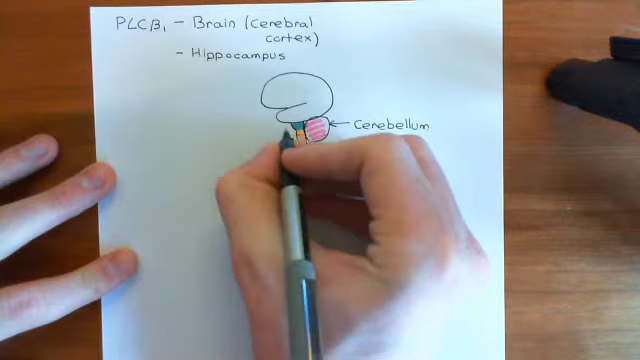 PLCβ₁ - Brain (Cerebral
cortex)
- Hippocampus
Cerebellum